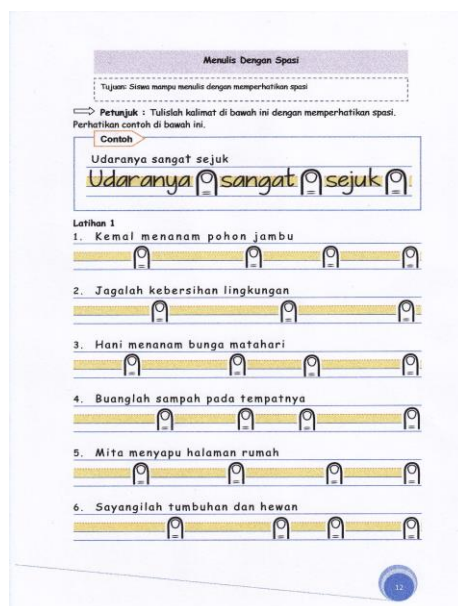 Menulis Dengan Spasi
Tujuan: Siswa mampu menulis dengan memperhatikan spasi
Petunjuk : Tulislah kalimat di bawah ini dengan memperhatikan spasi.
Perhatikan contoh di bawah ini.
Contoh
Udaranya sangat sejuk
Udaranya sangat sejuk
Latihan 1
1. Kemal menanam pohon jambu
2. Jagalah kebersihan lingkungan
3. Hani menanam bunga matahari
4. Buanglah sampah pada tempatnya
5. Mita menyapu halaman rumah
6. Sayangilah tumbuhan dan hewan
12